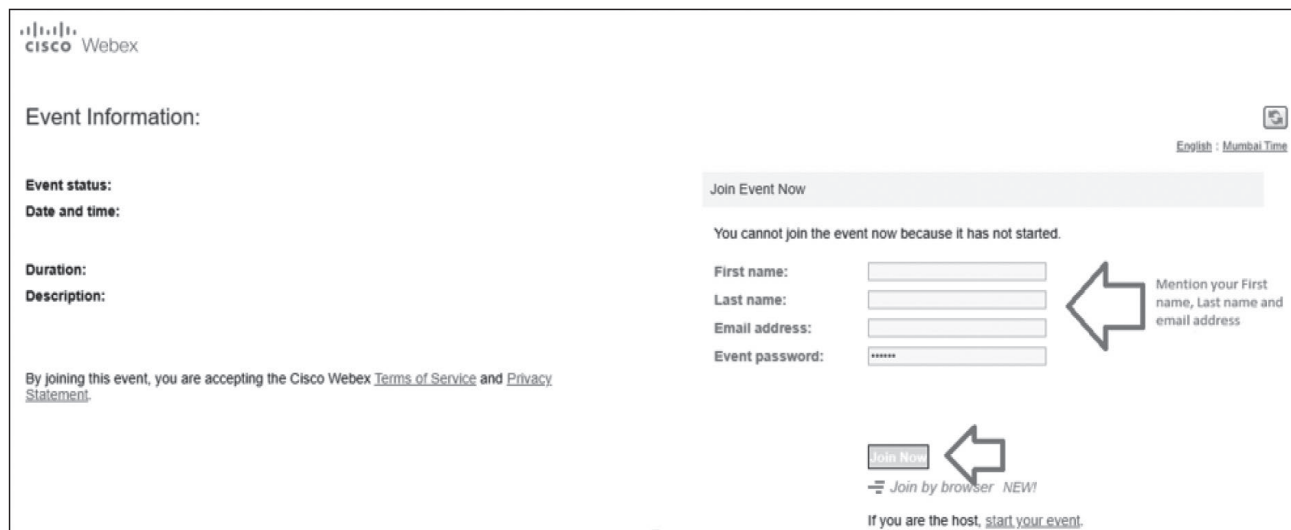 cisco Webex
Event Information:
English : Mumbai Time
Event status:
Date and time:
Duration:
Description:
By joining this event, you are accepting the Cisco Webex Terms of Service and Privacy
Statement.
Join Event Now
You cannot join the event now because it has not started.
First name:
Last name:
Email address:
Event password:
••••••
Mention your First
name, Last name and
email address
Join Now
Join by browser NEW!
If you are the host, start your event.